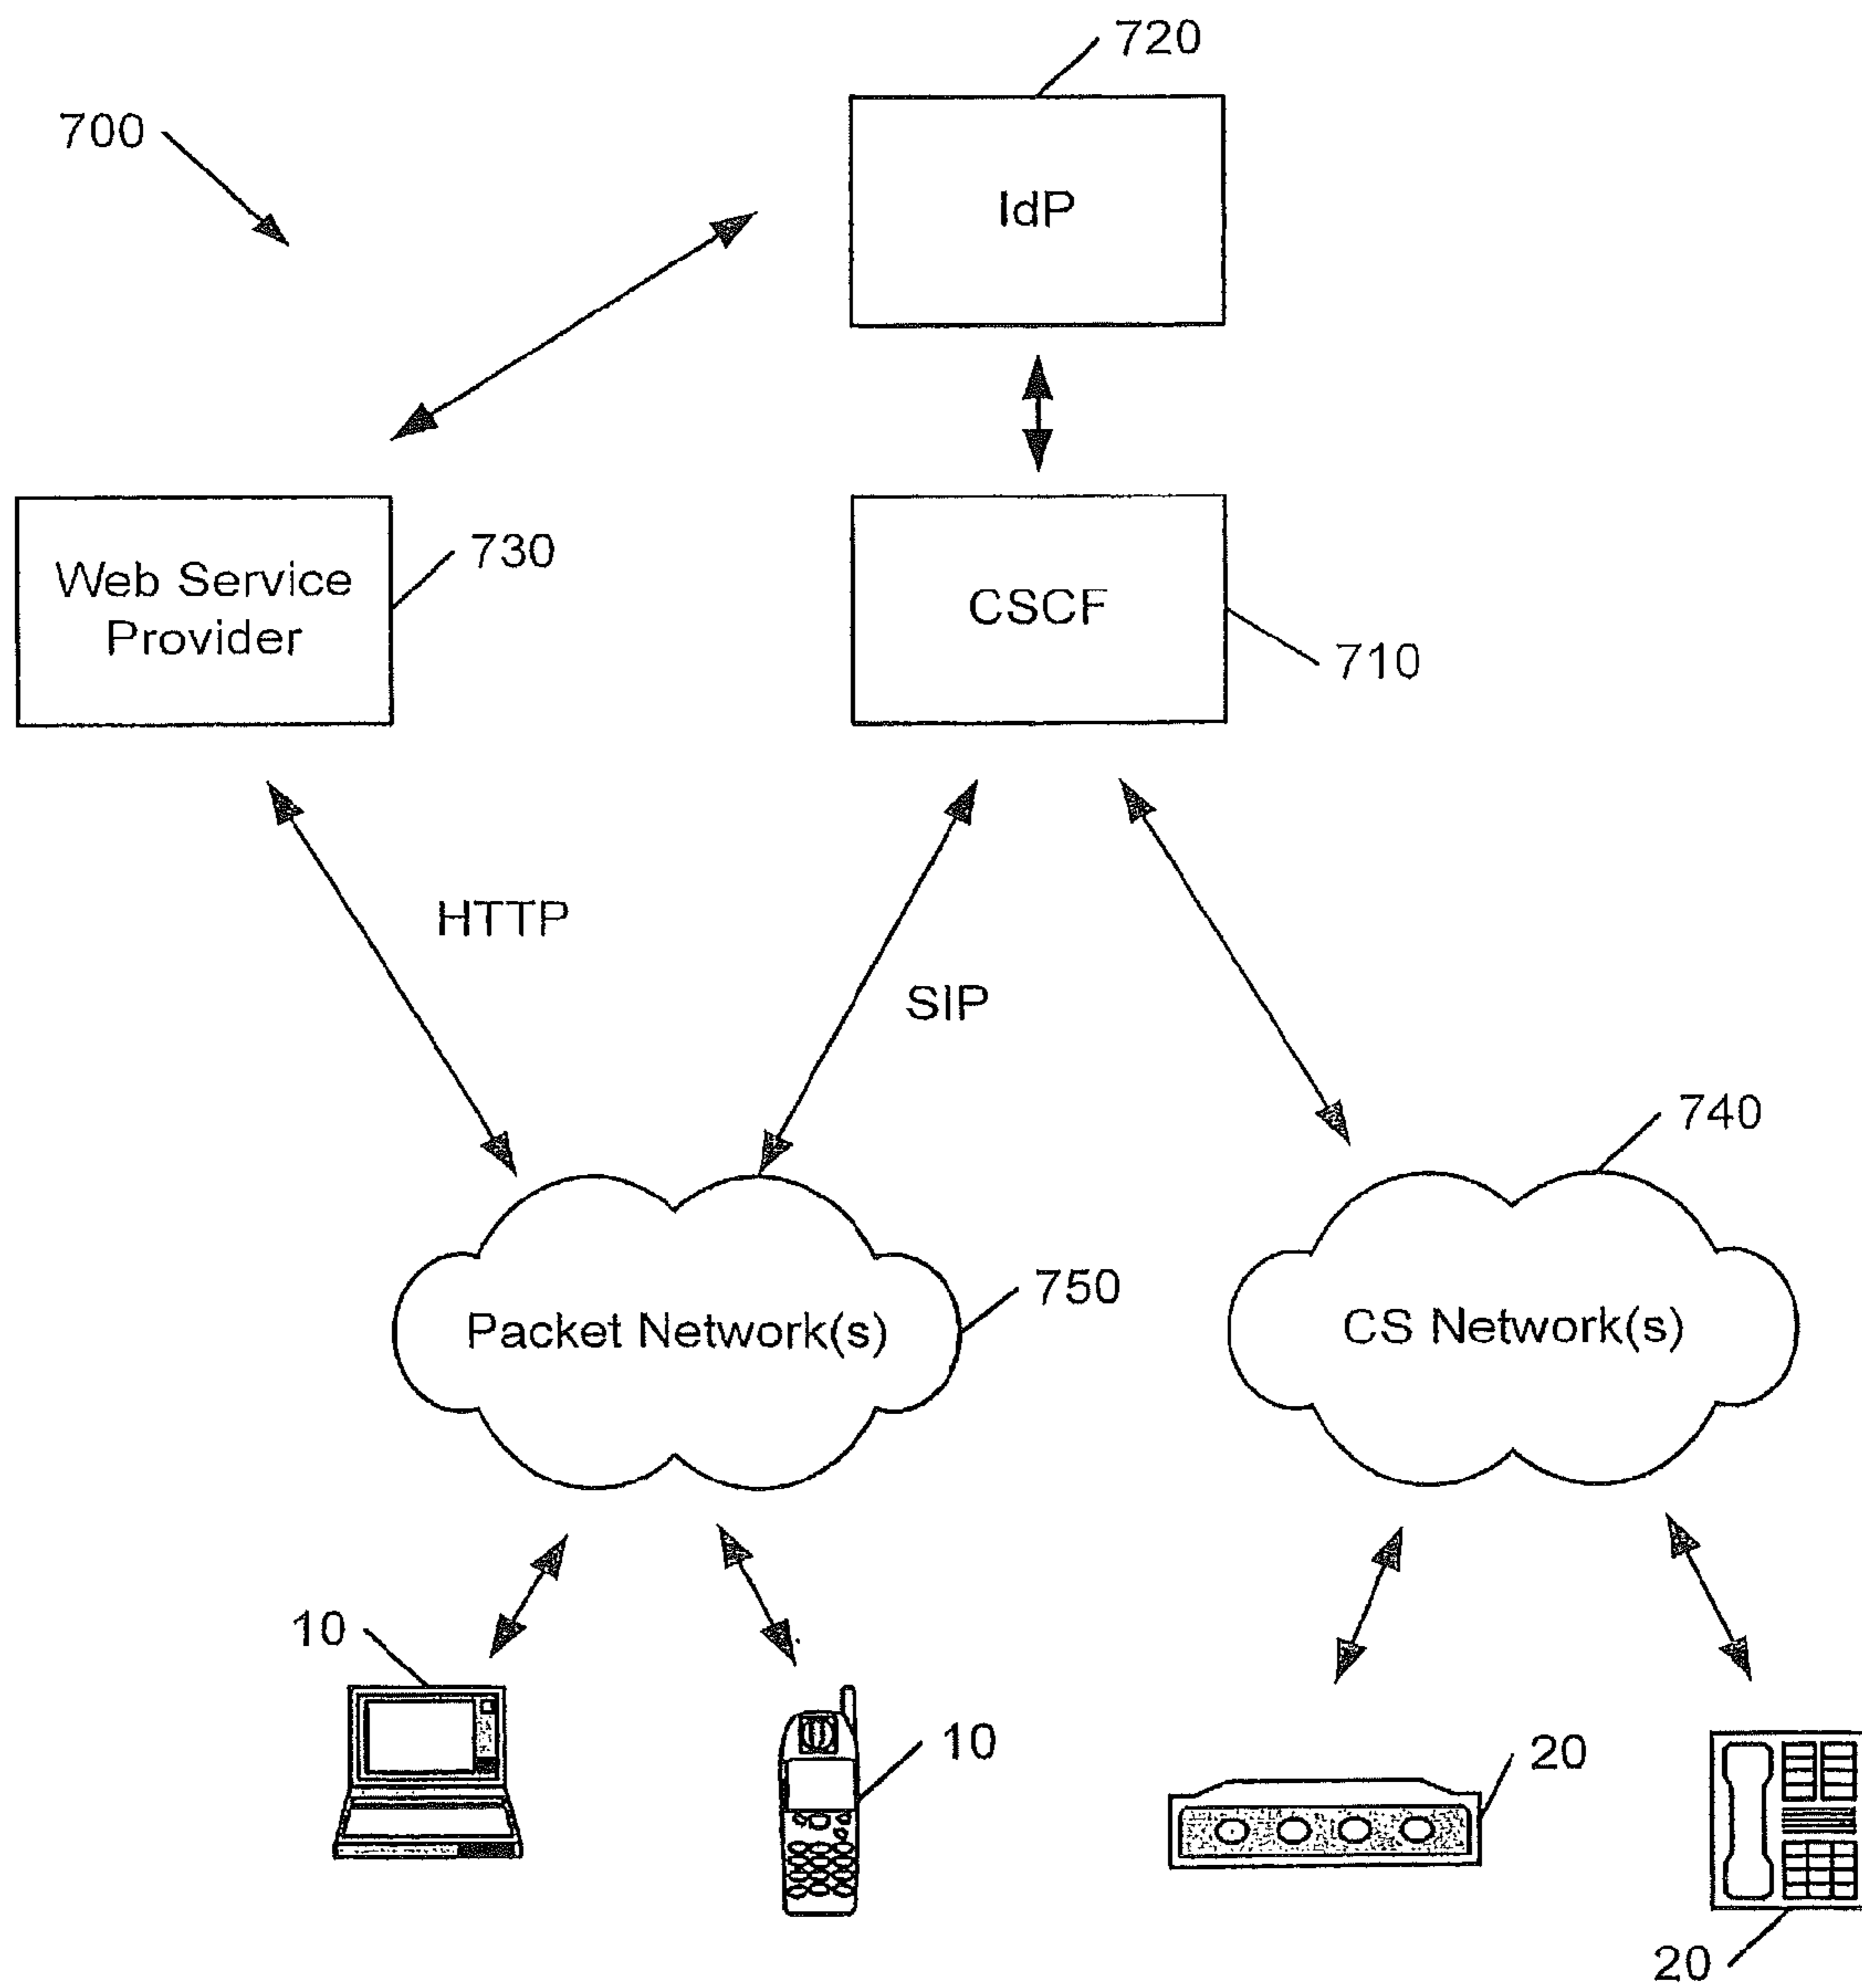 720
700
IdP
730
Web Service
Provider
CSCF
710
HTTP
SIP
740
750
Packet Network(s)
CS Network(s)
10
10
20
20